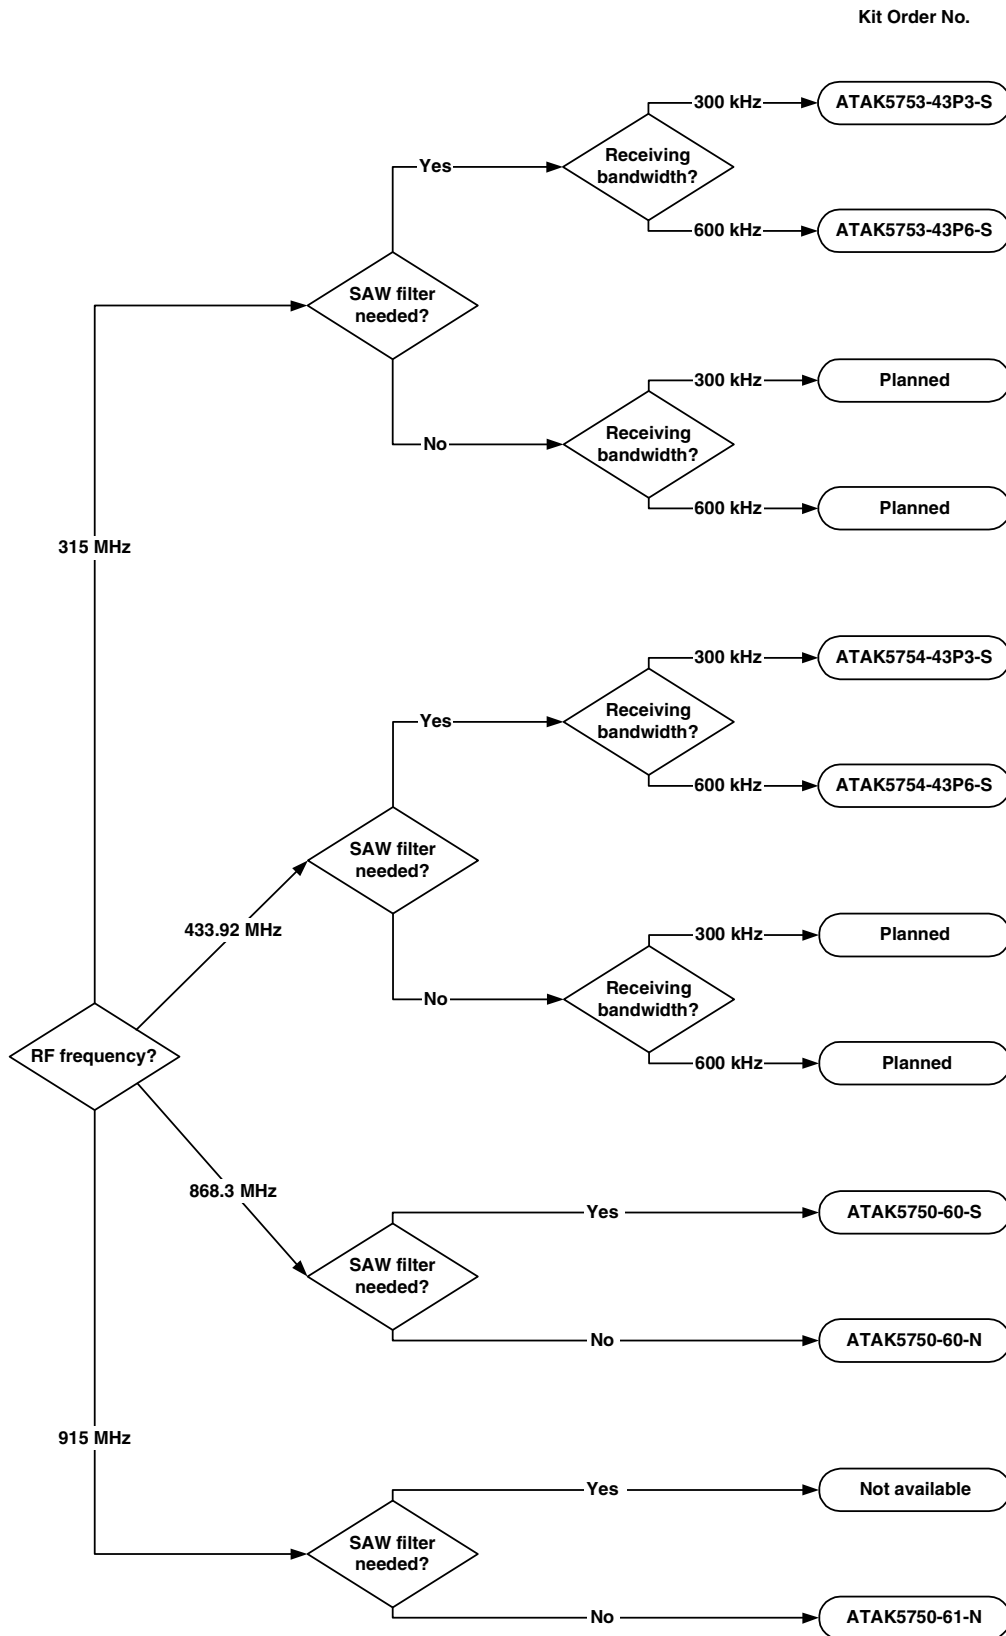 Kit Order No.
300 kHz
ATAK5753-43P3-S
Yes
Receiving
bandwidth?
600 kHz
ATAK5753-43P6-S
SAW filter
needed?
300 kHz
Planned
No
Receiving
bandwidth?
600 kHz
Planned
315 MHz
300 kHz
ATAK5754-43P3-S
Yes
Receiving
bandwidth?
600 kHz
ATAK5754-43P6-S
SAW filter
needed?
433.92 MHz
300 kHz
Planned
No
Receiving
bandwidth?
600 kHz
Planned
RF frequency?
868.3 MHz
Yes
ATAK5750-60-S
SAW filter
needed?
No
ATAK5750-60-N
915 MHz
Yes
Not available
SAW filter
needed?
No
ATAK5750-61-N